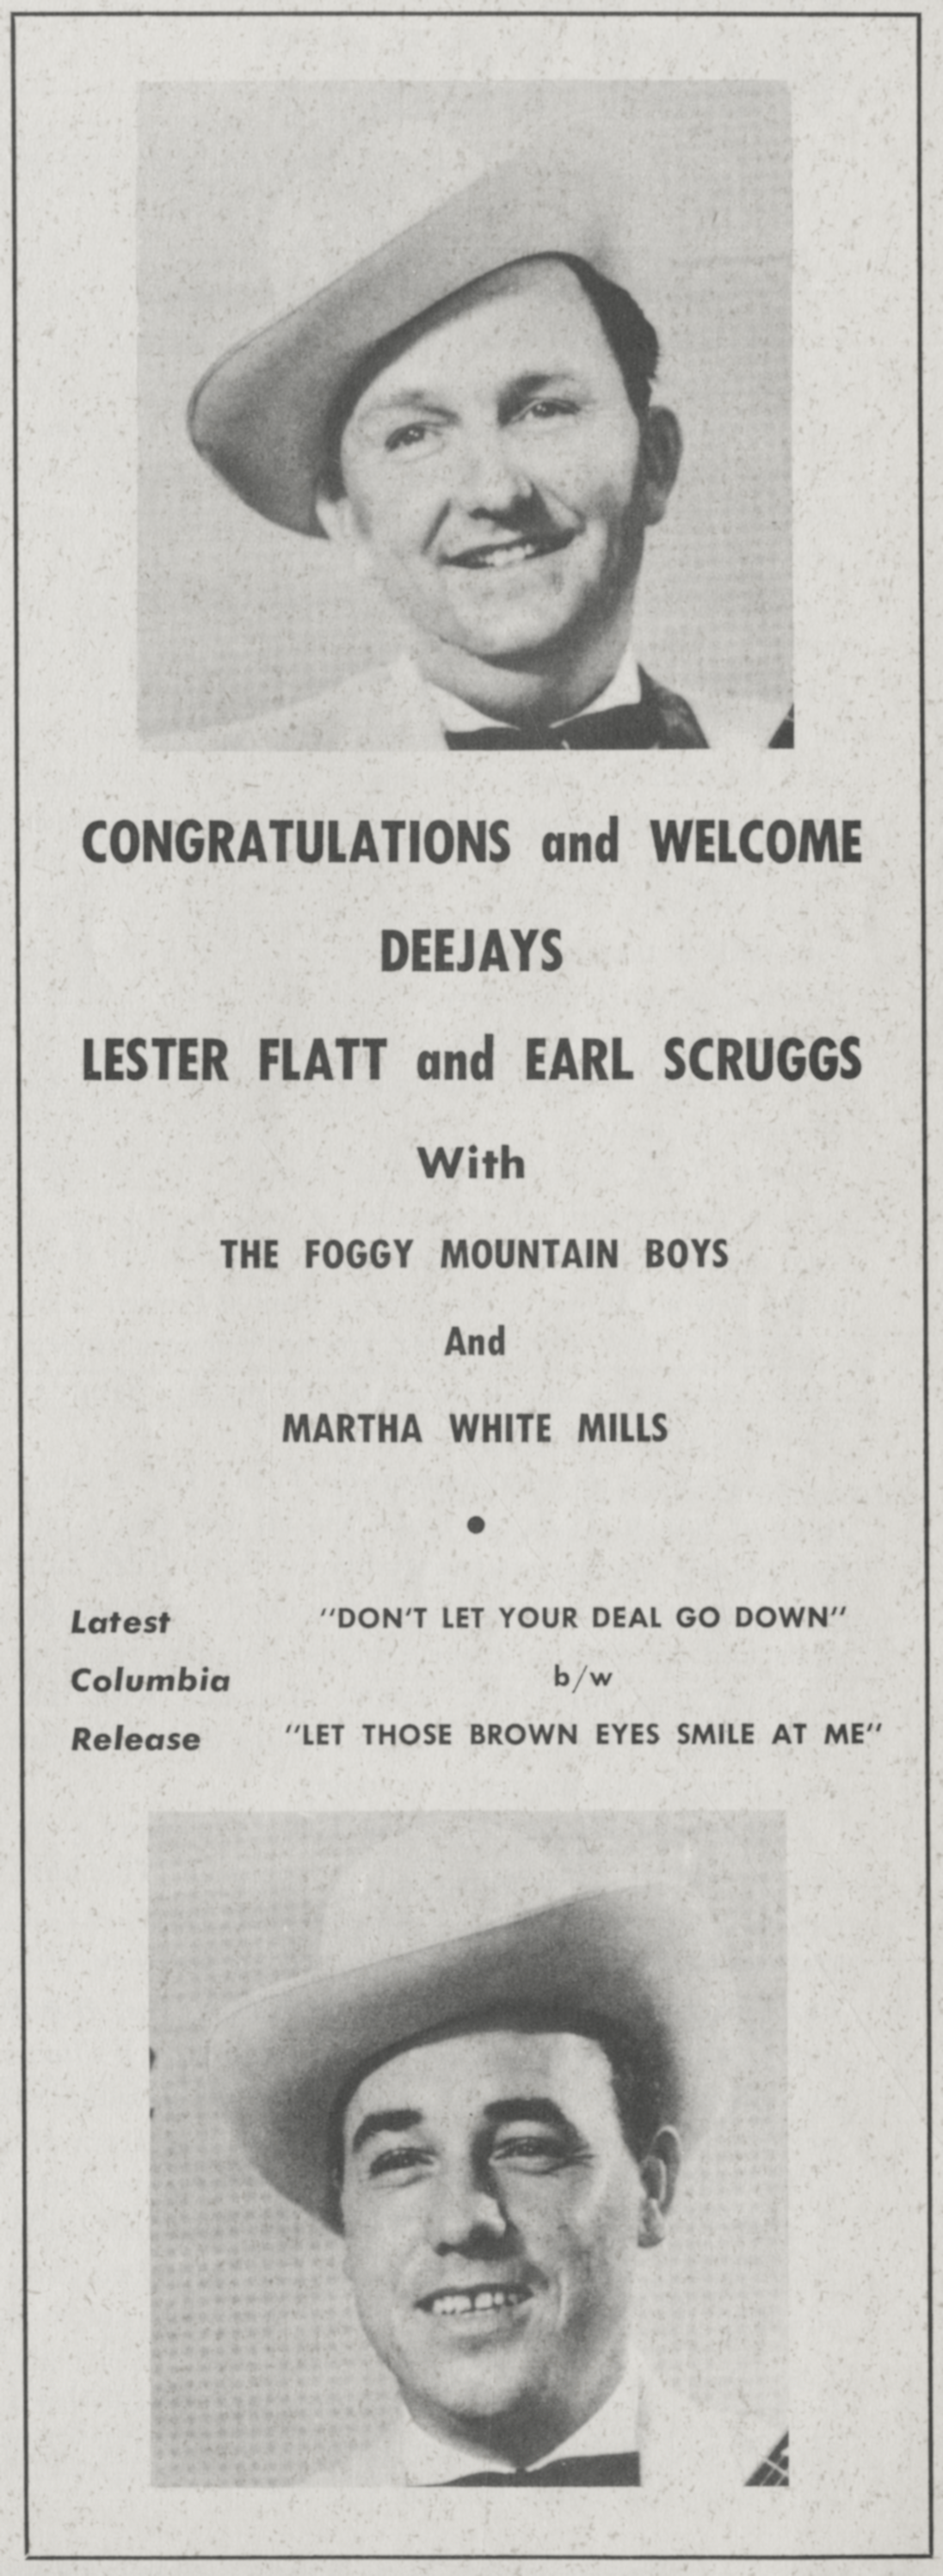 CONGRATULATIONS and WELCOME
DEEJAYS
LESTER FLATT and EARL SCRUGGS
With
THE FOGGY MOUNTAIN BOYS
And
MARTHA WHITE MILLS
•
Latest "DON'T LET YOUR DEAL GO DOWN"
Columbia b/w
Release "LET THOSE BROWN EYES SMILE AT ME"